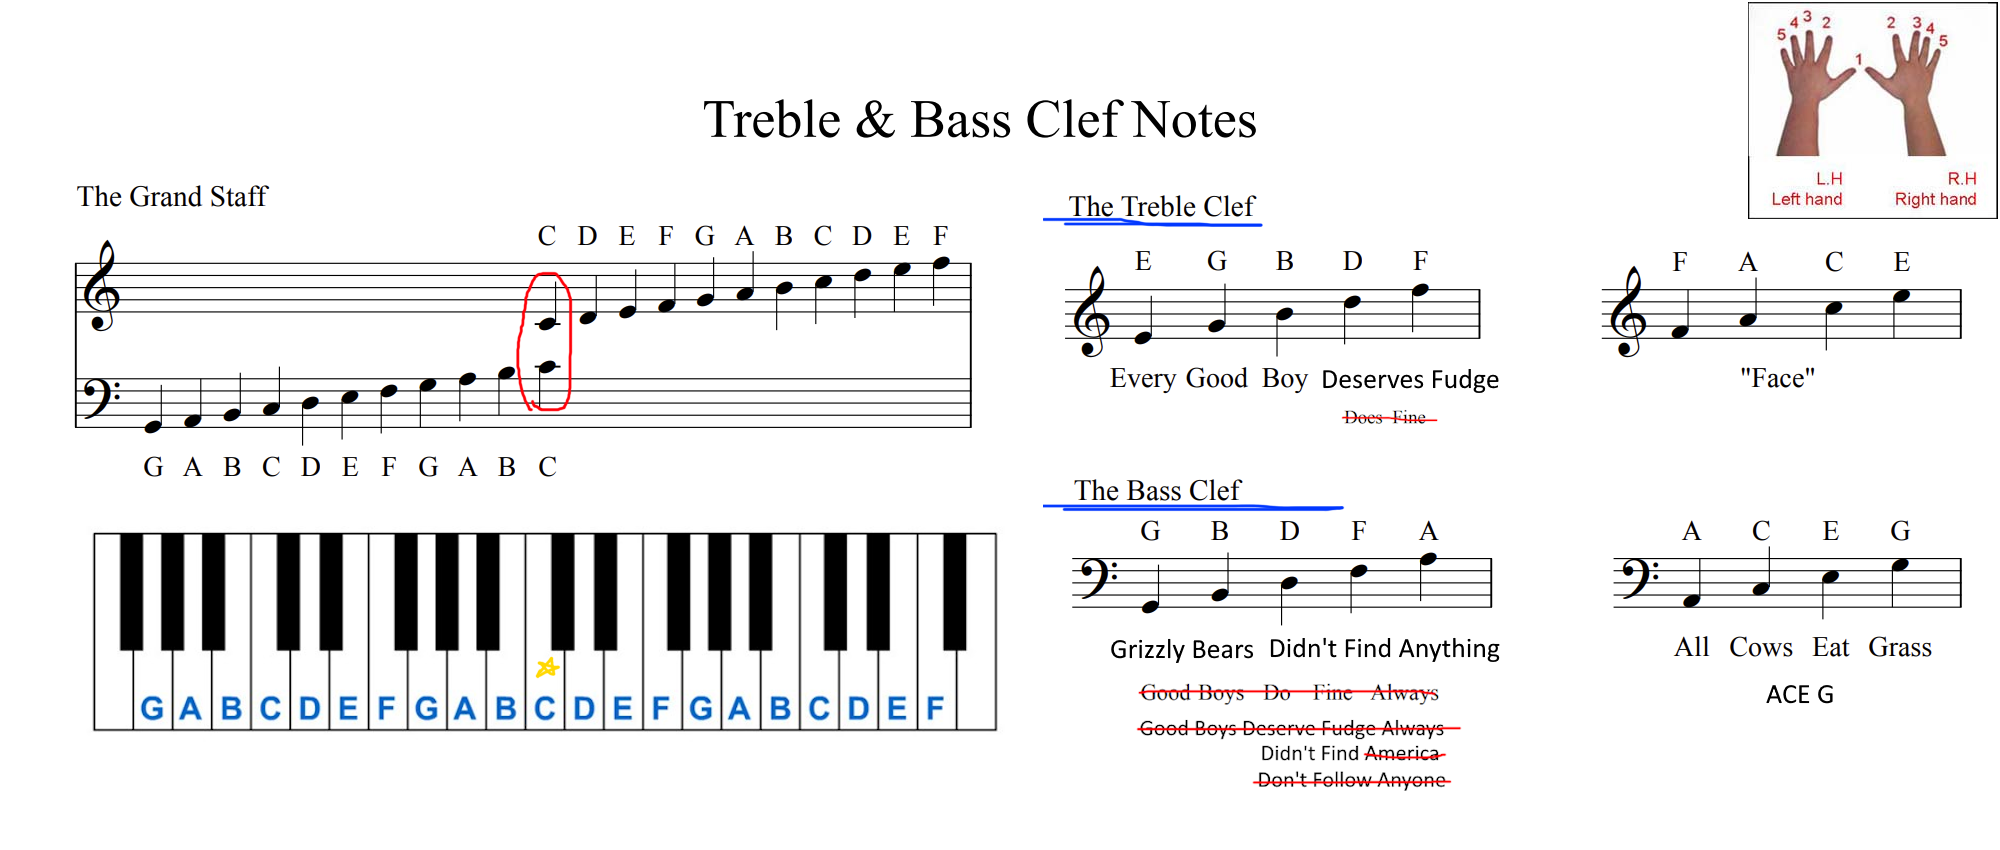 5 4 3 2 2 3 4 5
1
L.H R.H
Left hand Right hand
Treble & Bass Clef Notes
The Grand Staff
C D E F G A B C D E F
G A B C D E F G A B C
G A B C D E F G A B C D E F G A B C D E F
The Treble Clef
E G B D F
Every Good Boy Deserves Fudge
Does Fine
F A C E
"Face"
The Bass Clef
G B D F A
Grizzly Bears Didn't Find Anything
Good Boys Do Fine Always
Good Boys Deserve Fudge Always
Didn't Find America
Don't Follow Anyone
A C E G
All Cows Eat Grass
ACE G